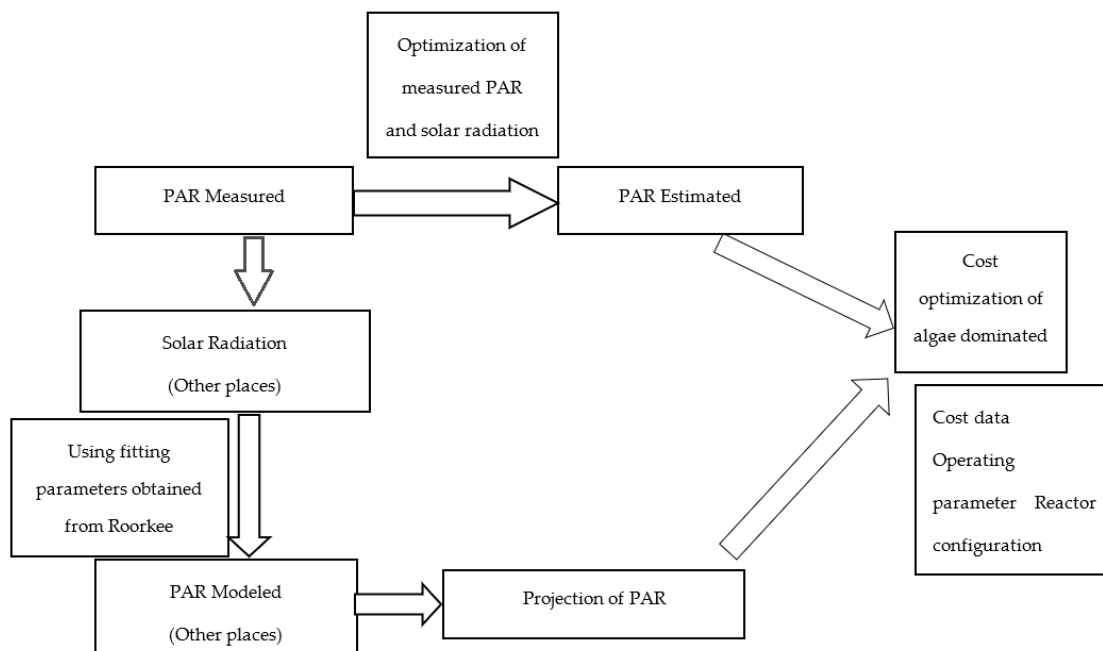 Optimization of
measured PAR
and solar radiation
PAR Measured
PAR Estimated
Cost
optimization of
algae dominated
Solar Radiation
(Other places)
Using fitting
parameters obtained
from Roorkee
Cost data
Operating
parameter Reactor
configuration
PAR Modeled
(Other places)
Projection of PAR